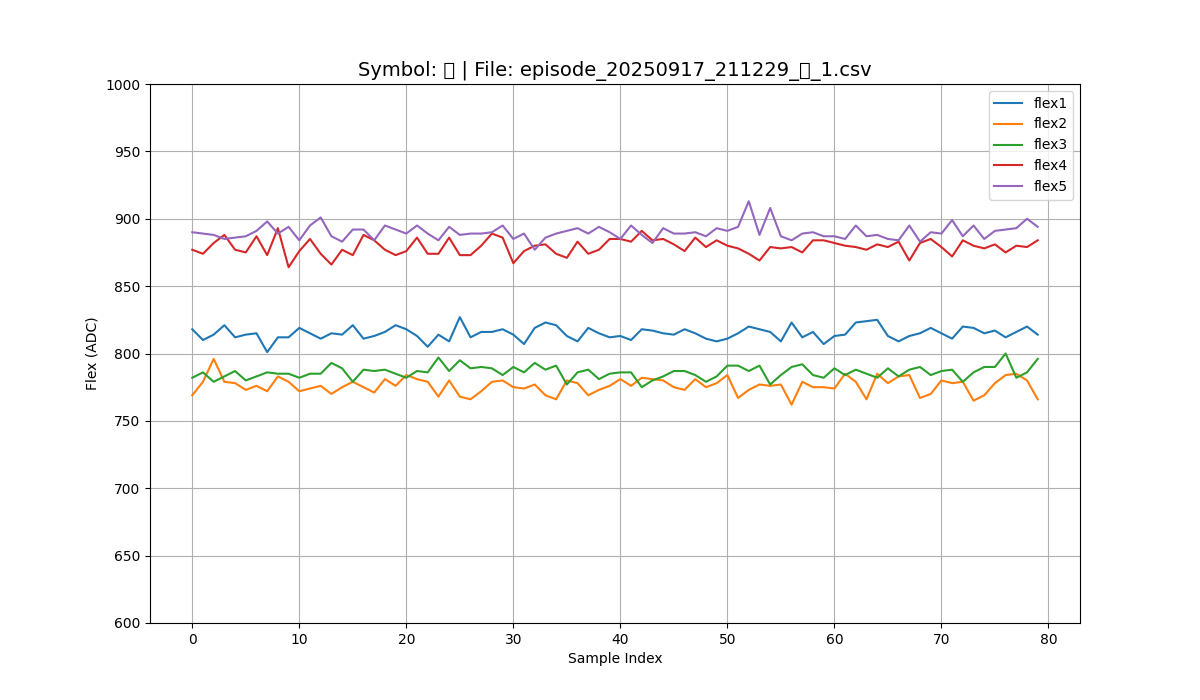 Symbol: | File: episode_20250917_211229_ _1.csv
1000
950
900
850
800
750
700
650
600
Flex (ADC)
0 10 20 30 40 50 60 70 80
Sample Index
flex1
flex2
flex3
flex4
flex5